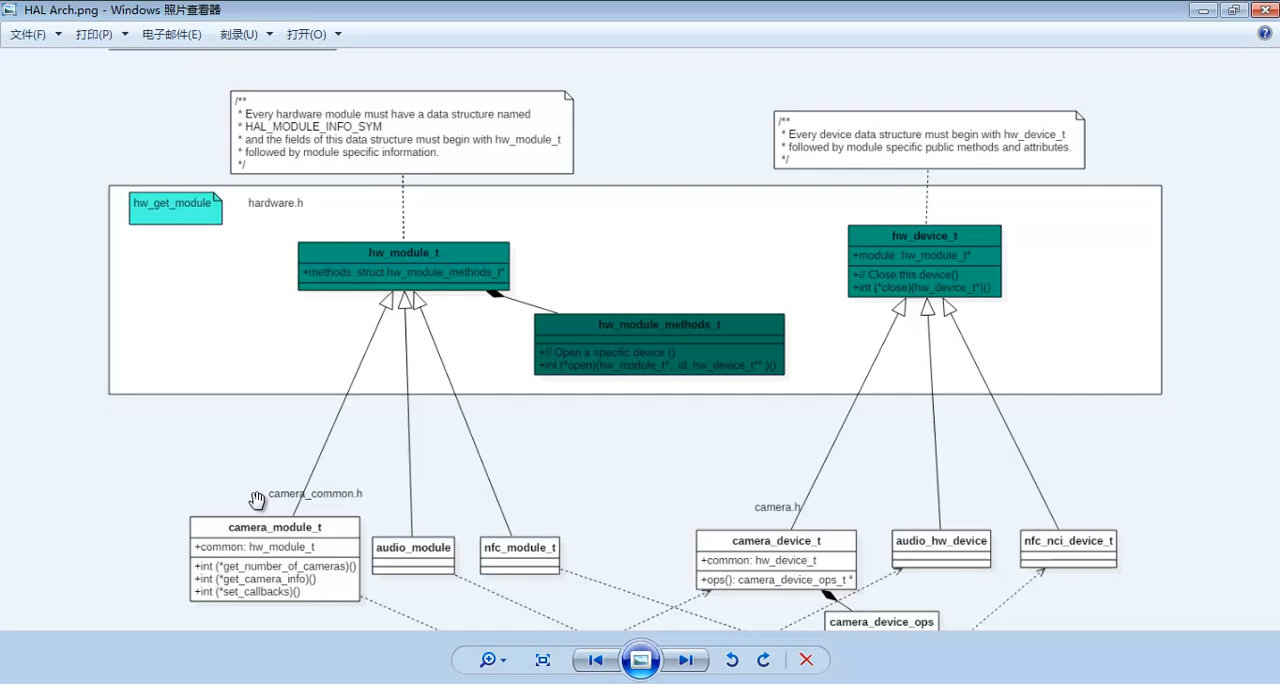 HAL Arch.png - Windows 照片查看器
文件(F) 打印(P) 电子邮件(E) 刻录(U) 打开(O)
/**
* Every hardware module must have a data structure named
* HAL_MODULE_INFO_SYM
* and the fields of this data structure must begin with hw_module_t
* followed by module specific information.
*/
/**
* Every device data structure must begin with hw_device_t
* followed by module specific public methods and attributes.
*/
hw_get_module
hardware.h
hw_module_t
+methods: struct hw_module_methods_t*
hw_device_t
+module: hw_module_t*
+// Close this device()
+int (*close)(hw_device_t*)()
hw_module_methods_t
+// Open a specific device ()
+int (*open)(hw_module_t*, id, hw_device_t** )()
camera_common.h
camera_module_t
+common: hw_module_t
+int (*get_number_of_cameras)()
+int (*get_camera_info)()
+int (*set_callbacks)()
audio_module
nfc_module_t
camera.h
camera_device_t
+common: hw_device_t
+ops(): camera_device_ops_t *
audio_hw_device
nfc_nci_device_t
camera_device_ops